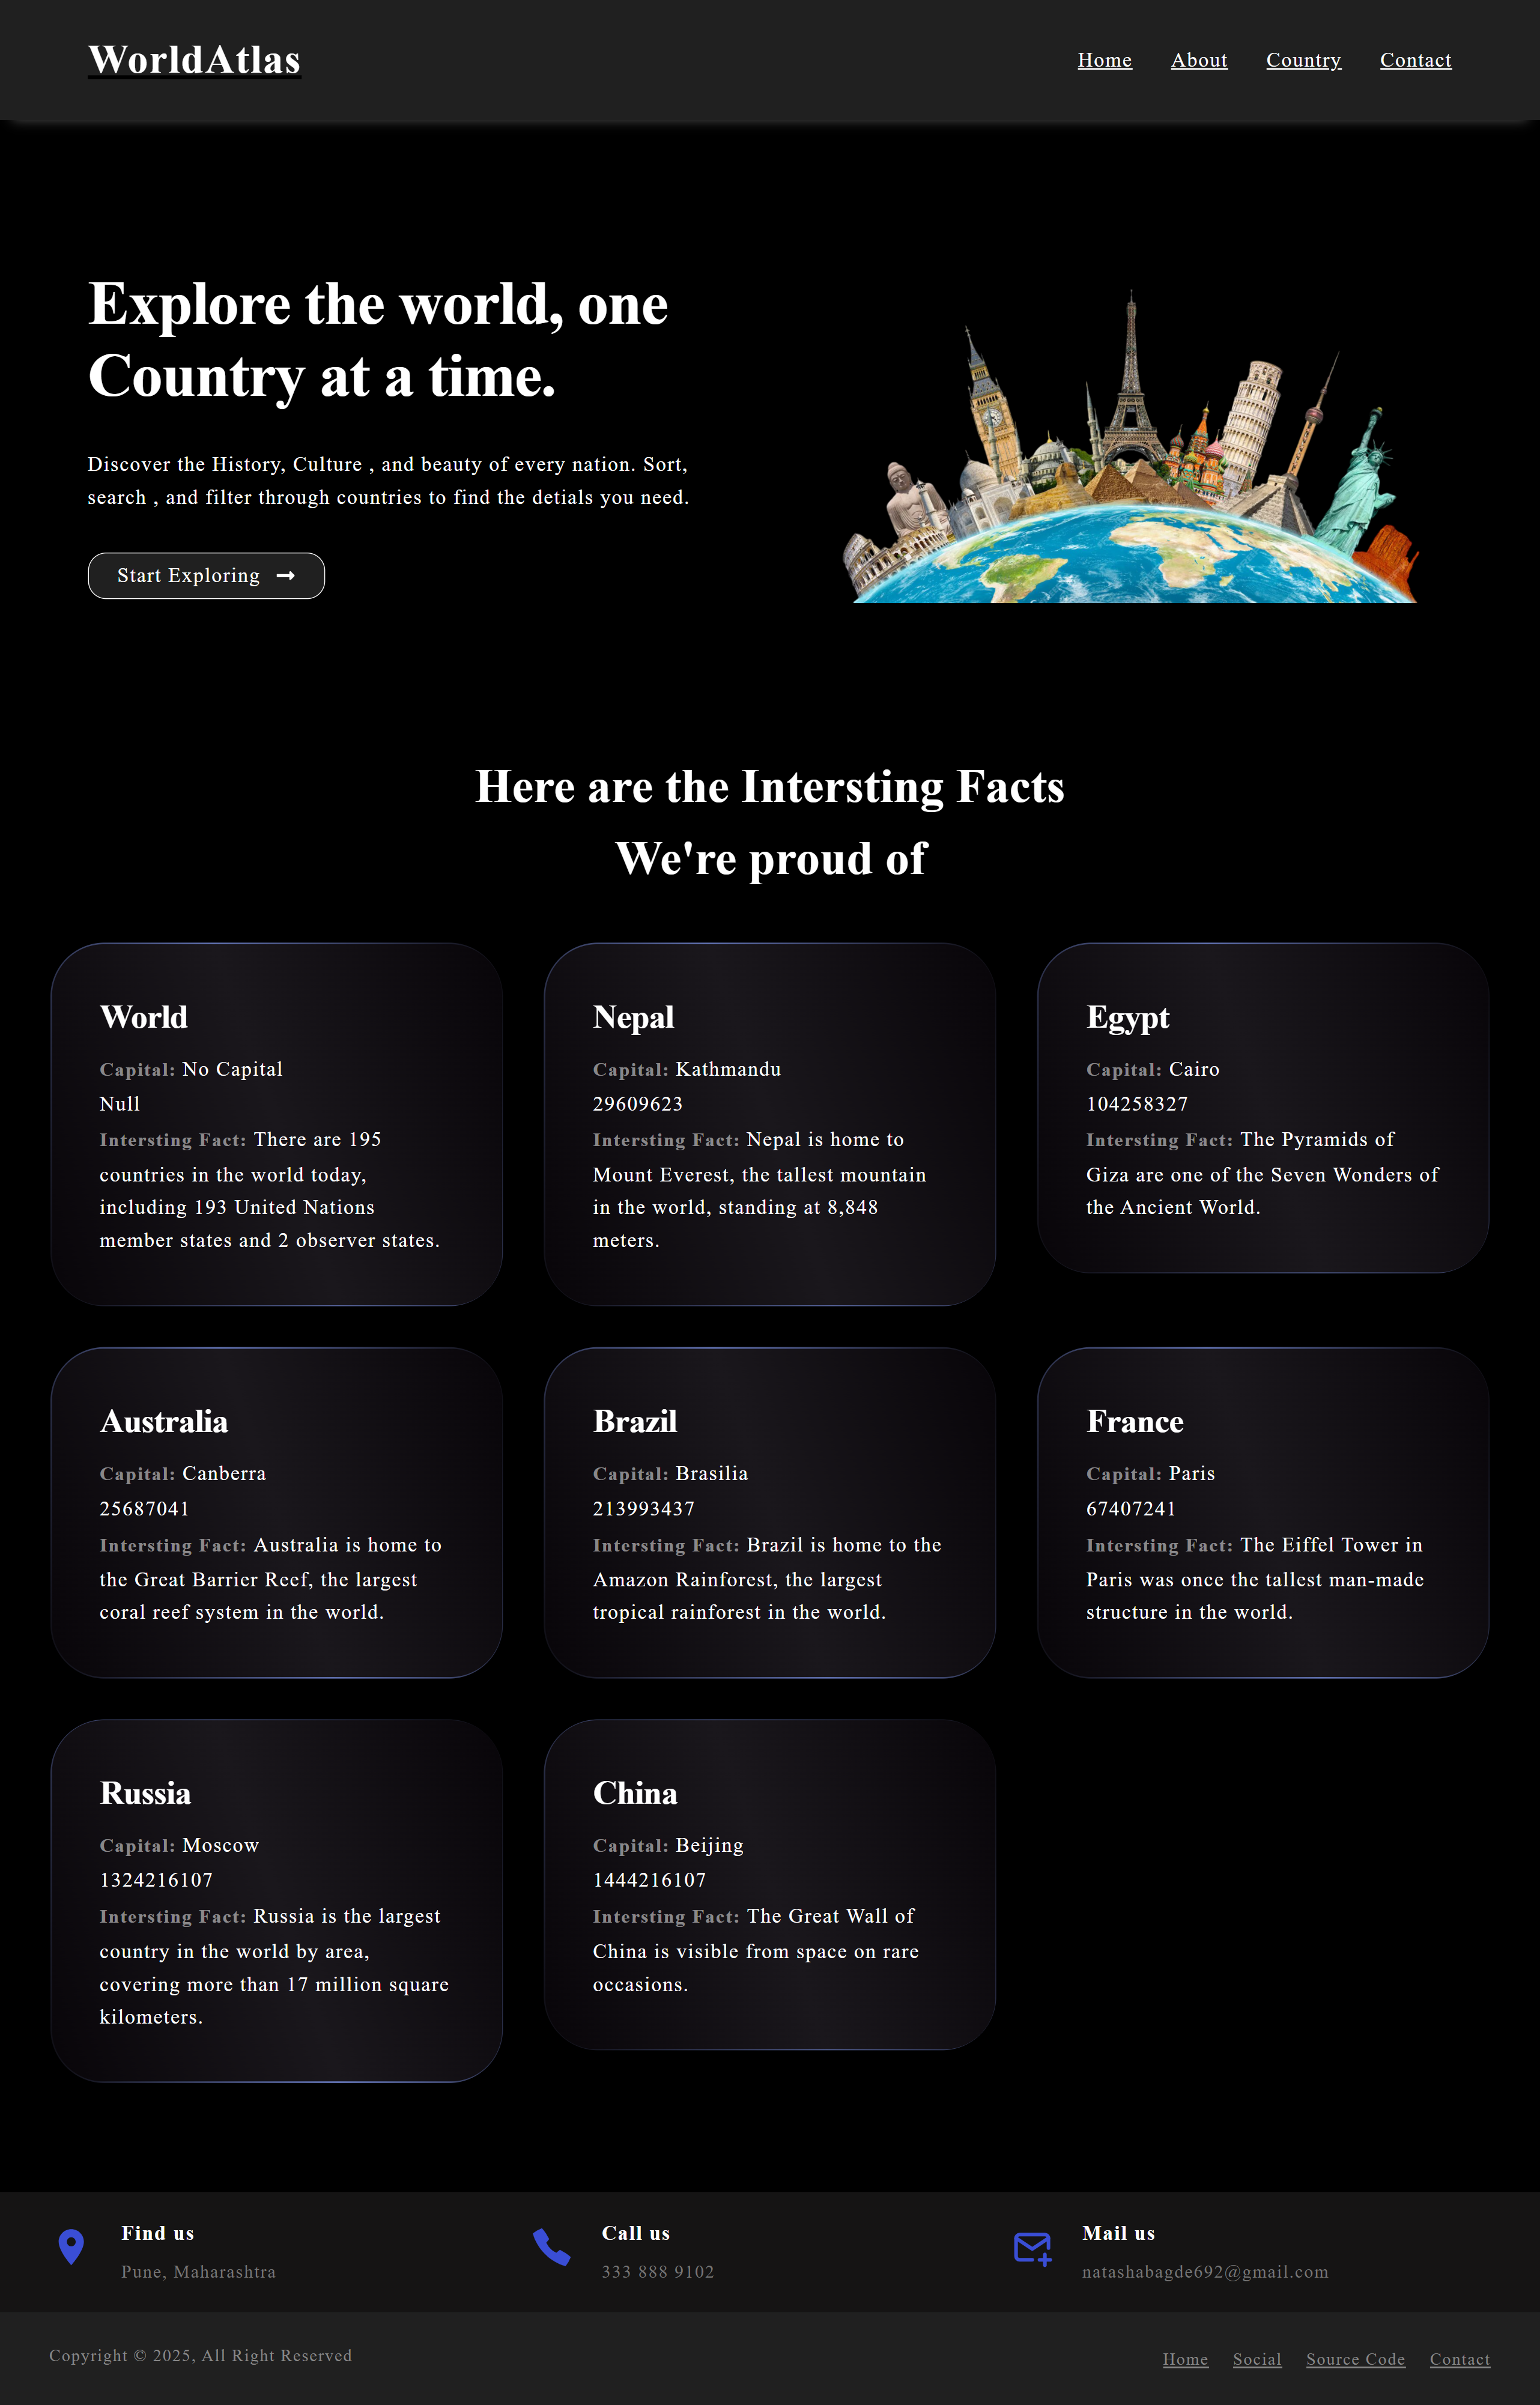 WorldAtlas
Home About Country Contact
Explore the world, one
Country at a time.
Discover the History, Culture , and beauty of every nation. Sort,
search , and filter through countries to find the detials you need.
Start Exploring
Here are the Intersting Facts
We're proud of
World
Capital: No Capital
Null
Intersting Fact: There are 195
countries in the world today,
including 193 United Nations
member states and 2 observer states.
Nepal
Capital: Kathmandu
29609623
Intersting Fact: Nepal is home to
Mount Everest, the tallest mountain
in the world, standing at 8,848
meters.
Egypt
Capital: Cairo
104258327
Intersting Fact: The Pyramids of
Giza are one of the Seven Wonders of
the Ancient World.
Australia
Capital: Canberra
25687041
Intersting Fact: Australia is home to
the Great Barrier Reef, the largest
coral reef system in the world.
Brazil
Capital: Brasilia
213993437
Intersting Fact: Brazil is home to the
Amazon Rainforest, the largest
tropical rainforest in the world.
France
Capital: Paris
67407241
Intersting Fact: The Eiffel Tower in
Paris was once the tallest man-made
structure in the world.
Russia
Capital: Moscow
1324216107
Intersting Fact: Russia is the largest
country in the world by area,
covering more than 17 million square
kilometers.
China
Capital: Beijing
1444216107
Intersting Fact: The Great Wall of
China is visible from space on rare
occasions.
Find us
Pune, Maharashtra
Call us
333 888 9102
Mail us
natashabagde692@gmail.com
Copyright © 2025, All Right Reserved
Home Social Source Code Contact